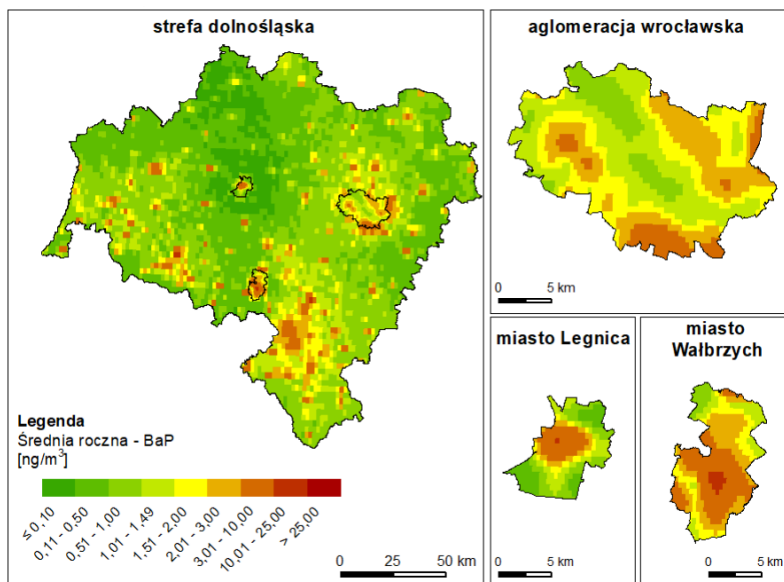 strefa dolnośląska
aglomeracja wrocławska
0 5 km
miasto Legnica
0 5 km
miasto
Wałbrzych
0 5 km
Legenda
Średnia roczna - BaP
[ng/m³]
≤ 0,10
0,11 - 0,50
0,51 - 1,00
1,01 - 1,49
1,51 - 2,00
2,01 - 3,00
3,01 - 10,00
10,01 - 25,00
> 25,00
0 25 50 km